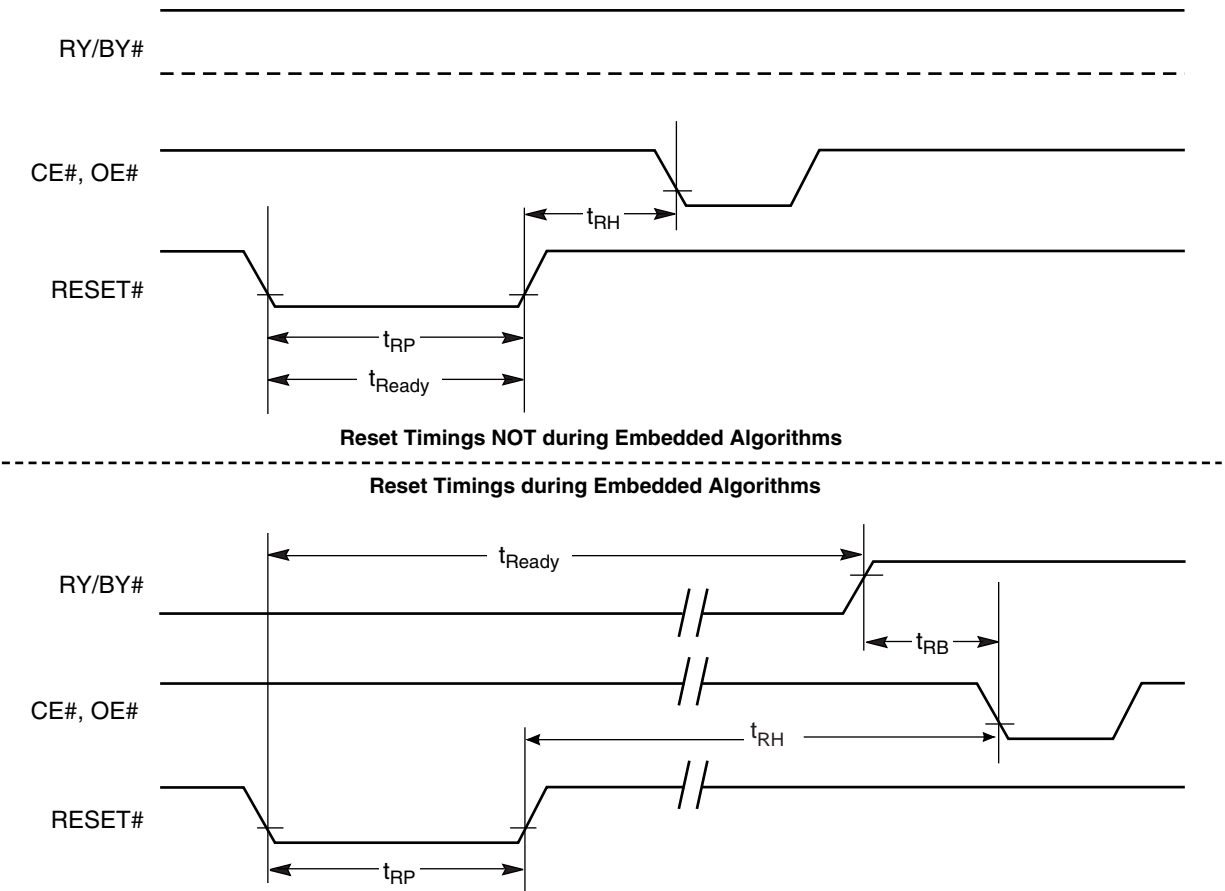 RY/BY#
CE#, OE#
tRH
RESET#
tRP
tReady
Reset Timings NOT during Embedded Algorithms
Reset Timings during Embedded Algorithms
tReady
RY/BY#
tRB
CE#, OE#
tRH
RESET#
tRP